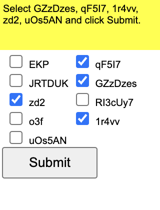 Select GZzDzes, qF5I7, 1r4vv,
zd2, uOs5AN and click Submit.
EKP qF5I7
JRTDUK GZzDzes
zd2 RI3cUy7
o3f 1r4vv
uOs5AN
Submit